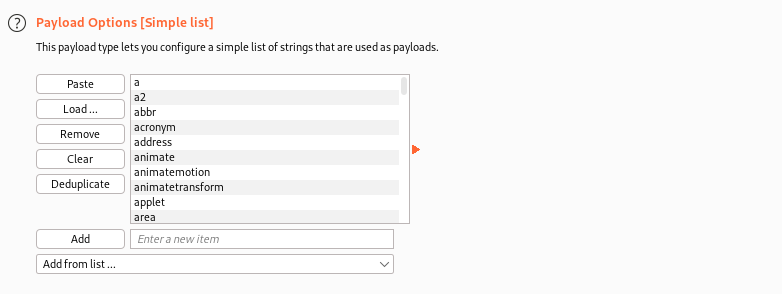 ?
Payload Options [Simple list]
This payload type lets you configure a simple list of strings that are used as payloads.
Paste
Load ...
Remove
Clear
Deduplicate
a
a2
abbr
acronym
address
animate
animatemotion
animatetransform
applet
area
Add
Enter a new item
Add from list ...